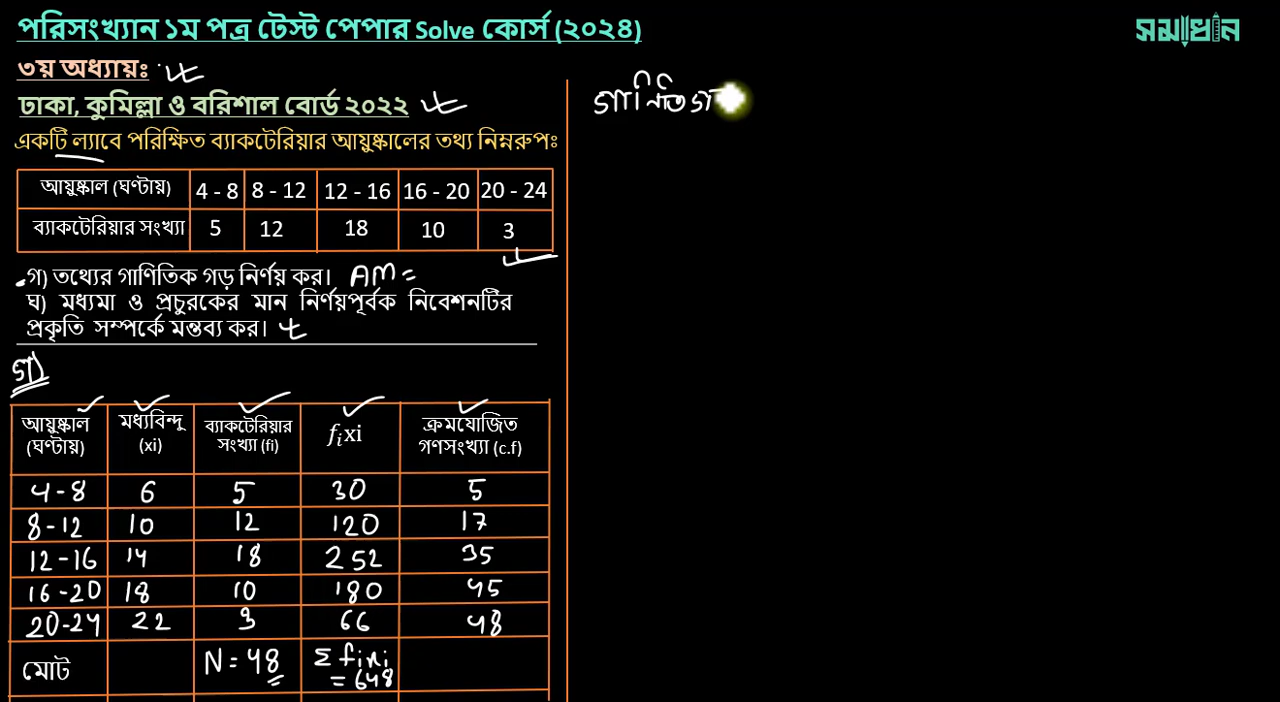 পরিসংখ্যান ১ম পত্র টেস্ট পেপার Solve কোর্স (২০২৪)
সমাধান
৩য় অধ্যায়ঃ
ঢাকা, কুমিল্লা ও বরিশাল বোর্ড ২০২২
একটি ল্যাবে পরিক্ষিত ব্যাকটেরিয়ার আয়ুষ্কালের তথ্য নিম্নরুপঃ
আয়ুষ্কাল (ঘণ্টায়) 4 - 8 8 - 12 12 - 16 16 - 20 20 - 24
ব্যাকটেরিয়ার সংখ্যা 5 12 18 10 3
গ) তথ্যের গাণিতিক গড় নির্ণয় কর। AM =
ঘ) মধ্যমা ও প্রচুরকের মান নির্ণয়পূর্বক নিবেশনটির
প্রকৃতি সম্পর্কে মন্তব্য কর।
গ)
আয়ুষ্কাল (ঘণ্টায়) মধ্যবিন্দু (xi) ব্যাকটেরিয়ার সংখ্যা (fi) fixi ক্রমযোজিত গণসংখ্যা (c.f)
4-8 6 5 30 5
8-12 10 12 120 17
12-16 14 18 252 35
16-20 18 10 180 45
20-24 22 3 66 48
মোট N = 48 Σ fixi = 648
গানিতিগ